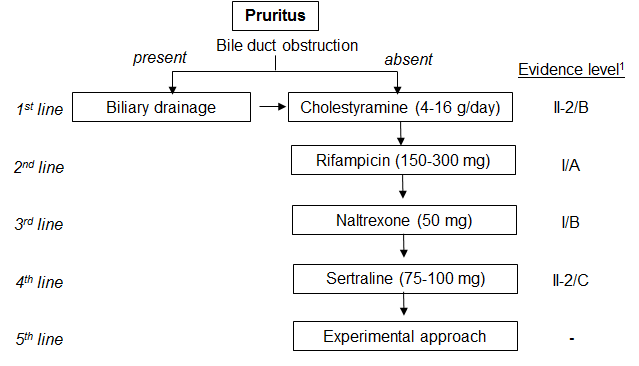 Pruritus
Bile duct obstruction
present
absent
Evidence level1
1st line
Biliary drainage
Cholestyramine (4-16 g/day)
II-2/B
2nd line
Rifampicin (150-300 mg)
I/A
3rd line
Naltrexone (50 mg)
I/B
4th line
Sertraline (75-100 mg)
II-2/C
5th line
Experimental approach
-